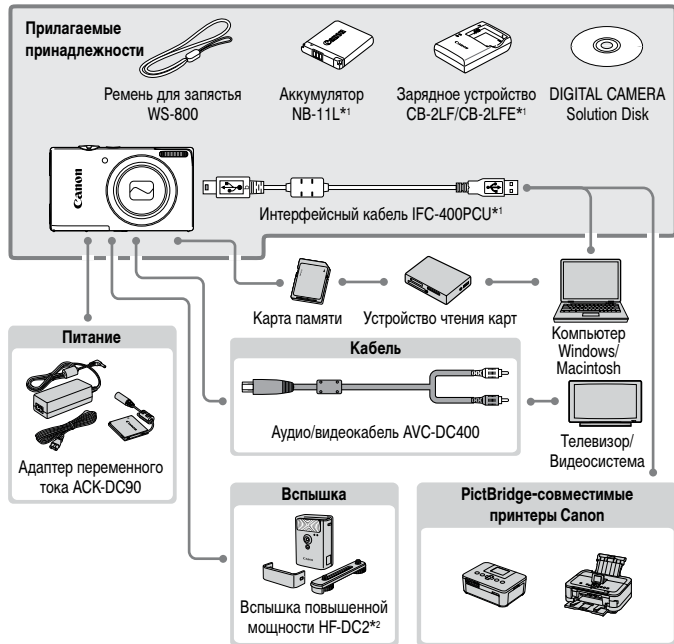 Прилагаемые
принадлежности
Ремень для запястья
WS-800
Аккумулятор
NB-11L*1
Зарядное устройство
CB-2LF/CB-2LFE*1
DIGITAL CAMERA
Solution Disk
Canon
Интерфейсный кабель IFC-400PCU*1
Карта памяти
Устройство чтения карт
Компьютер
Windows/
Macintosh
Питание
Адаптер переменного
тока ACK-DC90
Кабель
Аудио/видеокабель AVC-DC400
Телевизор/
Видеосистема
Вспышка
Вспышка повышенной
мощности HF-DC2*2
PictBridge-совместимые
принтеры Canon